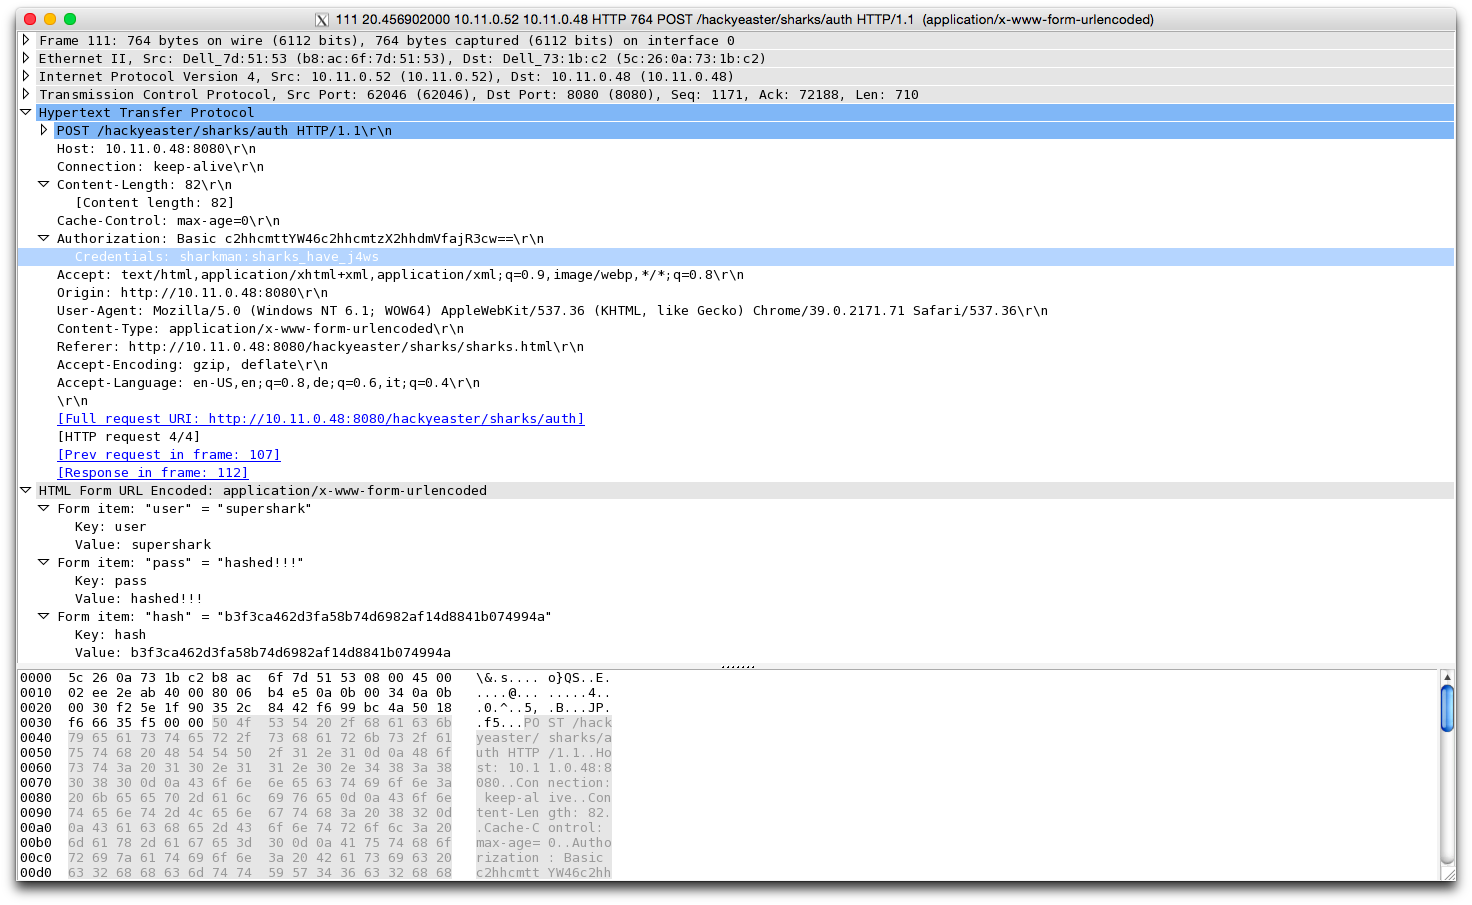 111 20.456902000 10.11.0.52 10.11.0.48 HTTP 764 POST /hackyeaster/sharks/auth HTTP/1.1  (application/x-www-form-urlencoded)
Frame 111: 764 bytes on wire (6112 bits), 764 bytes captured (6112 bits) on interface 0
Ethernet II, Src: Dell_7d:51:53 (b8:ac:6f:7d:51:53), Dst: Dell_73:1b:c2 (5c:26:0a:73:1b:c2)
Internet Protocol Version 4, Src: 10.11.0.52 (10.11.0.52), Dst: 10.11.0.48 (10.11.0.48)
Transmission Control Protocol, Src Port: 62046 (62046), Dst Port: 8080 (8080), Seq: 1171, Ack: 72188, Len: 710
Hypertext Transfer Protocol
POST /hackyeaster/sharks/auth HTTP/1.1\r\n
Host: 10.11.0.48:8080\r\n
Connection: keep-alive\r\n
Content-Length: 82\r\n
[Content length: 82]
Cache-Control: max-age=0\r\n
Authorization: Basic c2hhcmttYW46c2hhcmtzX2hhdmVfajR3cw==\r\n
Credentials: sharkman:sharks_have_j4ws
Accept: text/html,application/xhtml+xml,application/xml;q=0.9,image/webp,*/*;q=0.8\r\n
Origin: http://10.11.0.48:8080\r\n
User-Agent: Mozilla/5.0 (Windows NT 6.1; WOW64) AppleWebKit/537.36 (KHTML, like Gecko) Chrome/39.0.2171.71 Safari/537.36\r\n
Content-Type: application/x-www-form-urlencoded\r\n
Referer: http://10.11.0.48:8080/hackyeaster/sharks/sharks.html\r\n
Accept-Encoding: gzip, deflate\r\n
Accept-Language: en-US,en;q=0.8,de;q=0.6,it;q=0.4\r\n
\r\n
[Full request URI: http://10.11.0.48:8080/hackyeaster/sharks/auth]
[HTTP request 4/4]
[Prev request in frame: 107]
[Response in frame: 112]
HTML Form URL Encoded: application/x-www-form-urlencoded
Form item: "user" = "supershark"
Key: user
Value: supershark
Form item: "pass" = "hashed!!!"
Key: pass
Value: hashed!!!
Form item: "hash" = "b3f3ca462d3fa58b74d6982af14d8841b074994a"
Key: hash
Value: b3f3ca462d3fa58b74d6982af14d8841b074994a
0000  5c 26 0a 73 1b c2 b8 ac  6f 7d 51 53 08 00 45 00   \&.s.... o}QS..E.
0010  02 ee 2e ab 40 00 80 06  b4 e5 0a 0b 00 34 0a 0b   ....@... .....4..
0020  00 30 f2 5e 1f 90 35 2c  84 42 f6 99 bc 4a 50 18   .0.^..5, .B...JP.
0030  f6 66 35 f5 00 00 50 4f  53 54 20 2f 68 61 63 6b   .f5...PO ST /hack
0040  79 65 61 73 74 65 72 2f  73 68 61 72 6b 73 2f 61   yeaster/ sharks/a
0050  75 74 68 20 48 54 54 50  2f 31 2e 31 0d 0a 48 6f   uth HTTP /1.1..Ho
0060  73 74 3a 20 31 30 2e 31  31 2e 30 2e 34 38 3a 38   st: 10.1 1.0.48:8
0070  30 38 30 0d 0a 43 6f 6e  6e 65 63 74 69 6f 6e 3a   080..Con nection:
0080  20 6b 65 65 70 2d 61 6c  69 76 65 0d 0a 43 6f 6e    keep-al ive..Con
0090  74 65 6e 74 2d 4c 65 6e  67 74 68 3a 20 38 32 0d   tent-Len gth: 82.
00a0  0a 43 61 63 68 65 2d 43  6f 6e 74 72 6f 6c 3a 20   .Cache-C ontrol:
00b0  6d 61 78 2d 61 67 65 3d  30 0d 0a 41 75 74 68 6f   max-age= 0..Autho
00c0  72 69 7a 61 74 69 6f 6e  3a 20 42 61 73 69 63 20   rization : Basic
00d0  63 32 68 68 63 6d 74 74  59 57 34 36 63 32 68 68   c2hhcmtt YW46c2hh